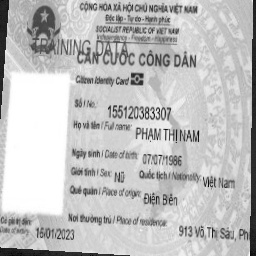 CỘNG HÒA XÃ HỘI CHỦ NGHĨA VIỆT NAM
Độc lập - Tự do - Hạnh phúc
SOCIALIST REPUBLIC OF VIET NAM
Independence - Freedom - Happiness
TRAINING DATA
CĂN CƯỚC CÔNG DÂN
Citizen Identity Card
Số / No.: 155120383307
Họ và tên / Full name:
PHẠM THỊ NAM
Ngày sinh / Date of birth: 07/07/1986
Giới tính / Sex: Nữ Quốc tịch / Nationality: Việt Nam
Quê quán / Place of origin:
Điện Biên
Nơi thường trú / Place of residence:
Có giá trị đến:
Date of expiry 15/01/2023
913 Võ Thị Sáu, Ph